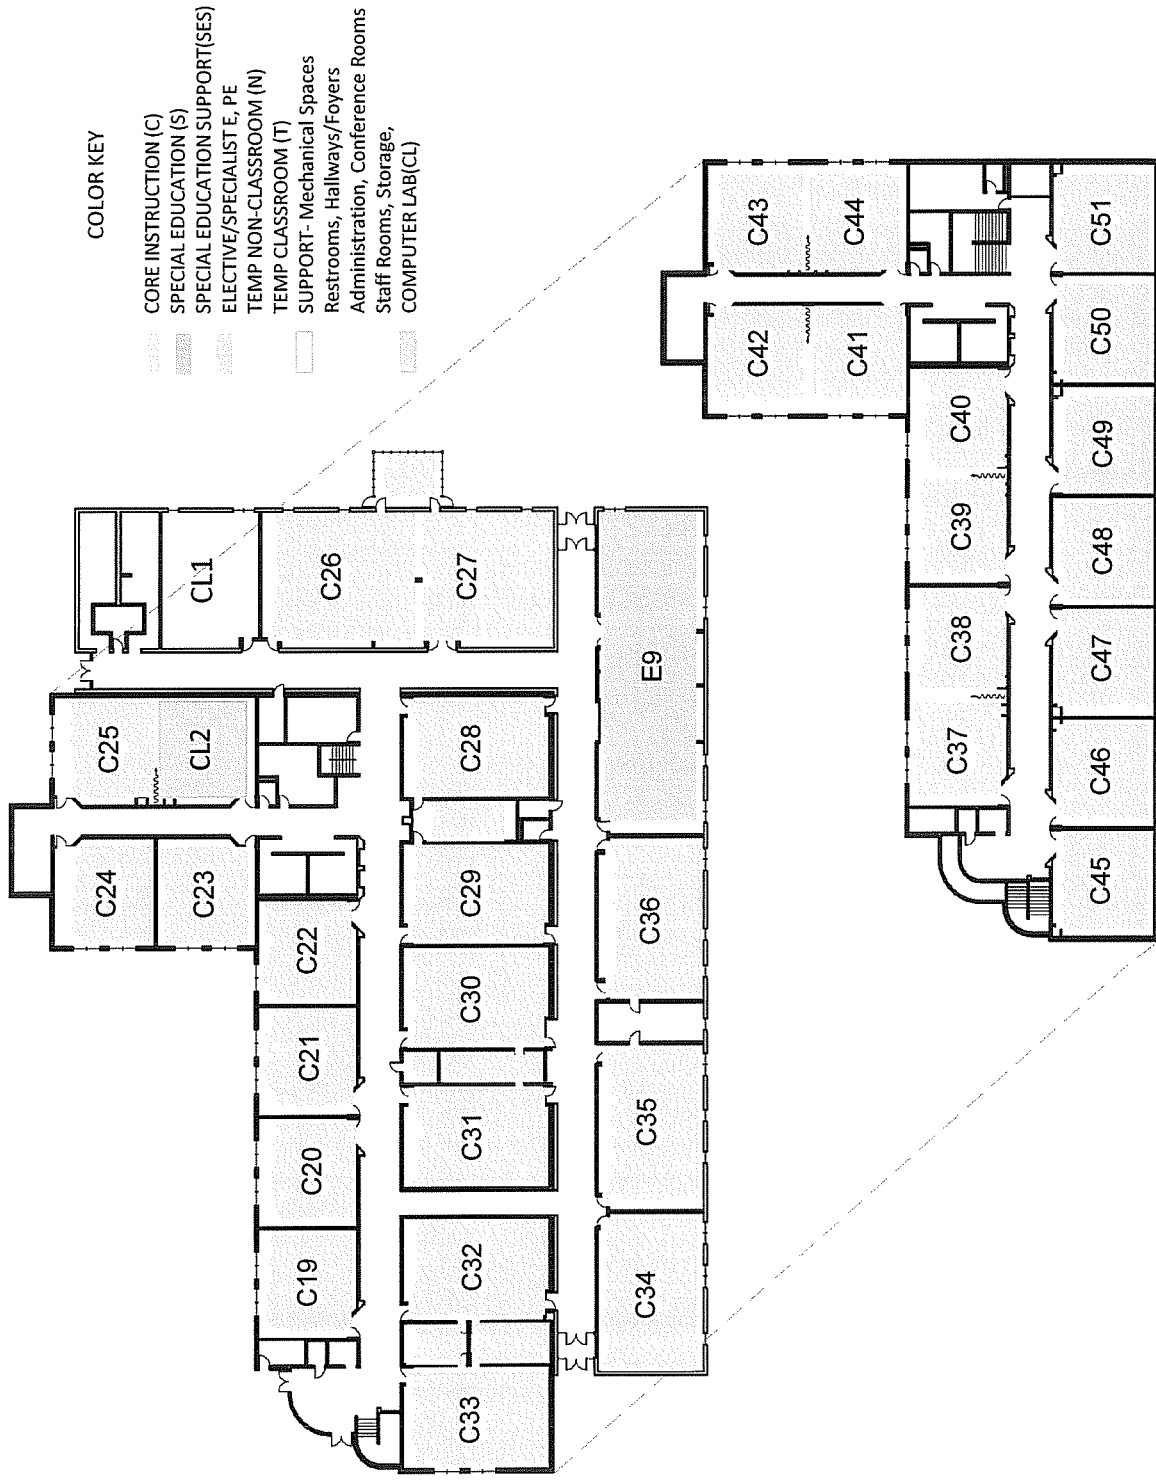 COLOR KEY
CORE INSTRUCTION (C)
SPECIAL EDUCATION (S)
SPECIAL EDUCATION SUPPORT(SES)
ELECTIVE/SPECIALIST E, PE
TEMP NON-CLASSROOM (N)
TEMP CLASSROOM (T)
SUPPORT- Mechanical Spaces
Restrooms, Hallways/Foyers
Administration, Conference Rooms
Staff Rooms, Storage,
COMPUTER LAB(CL)
C24
C25
C23
CL2
CL1
C19
C20
C21
C22
C26
C27
C33
C32
C31
C30
C29
C28
C34
C35
C36
E9
C42
C43
C41
C44
C37
C38
C39
C40
C45
C46
C47
C48
C49
C50
C51